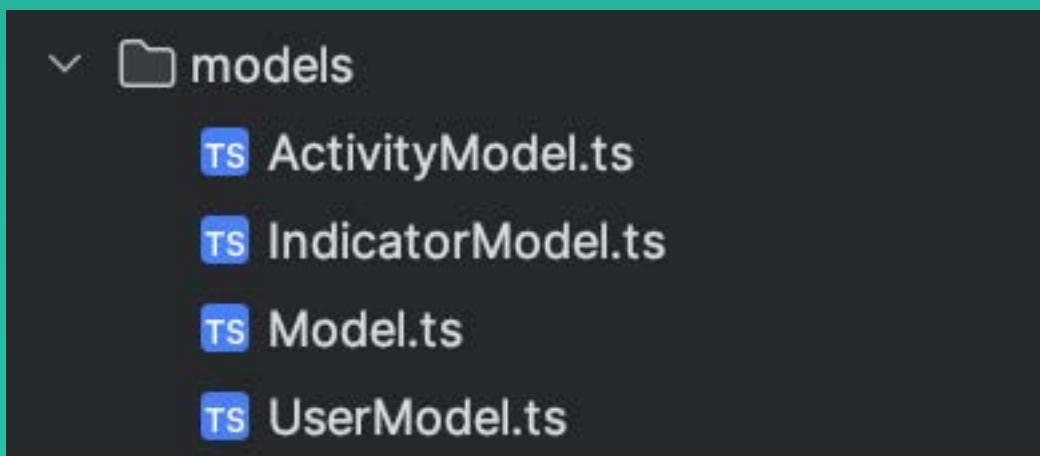 models
TS ActivityModel.ts
TS IndicatorModel.ts
TS Model.ts
TS UserModel.ts